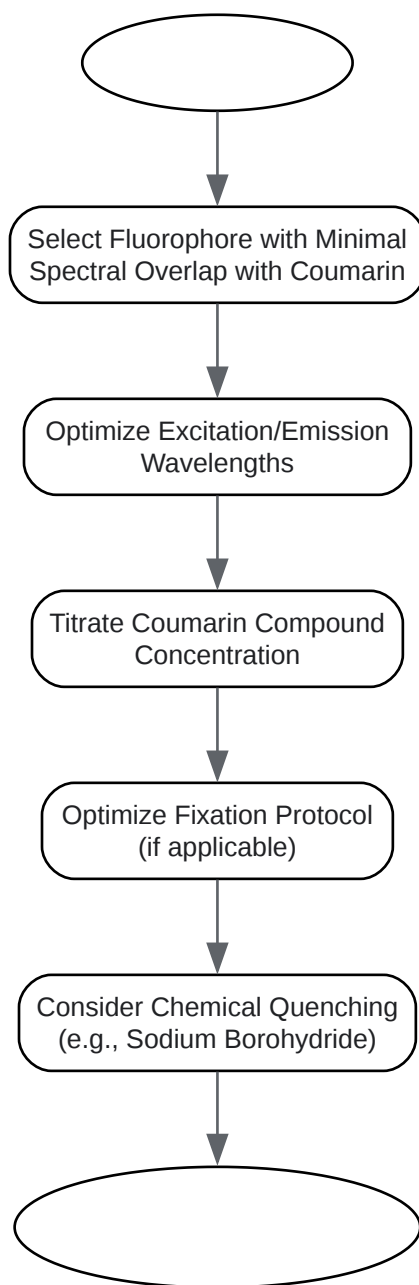 Select Fluorophore with Minimal
Spectral Overlap with Coumarin
Optimize Excitation/Emission
Wavelengths
Titrate Coumarin Compound
Concentration
Optimize Fixation Protocol
(if applicable)
Consider Chemical Quenching
(e.g., Sodium Borohydride)